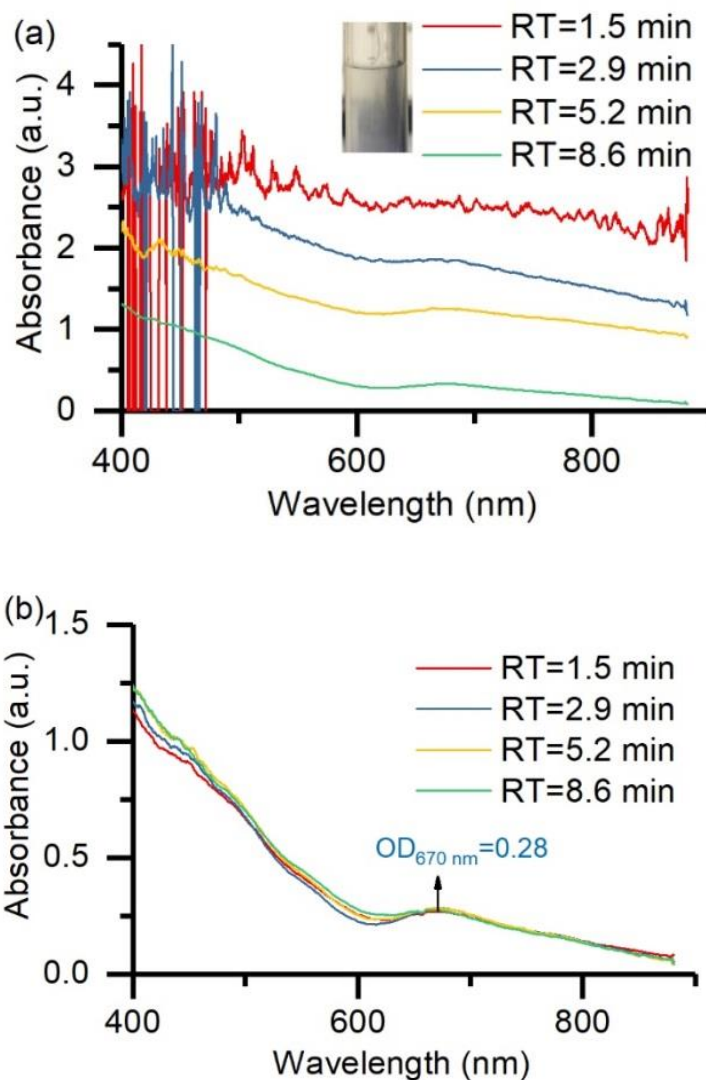 (a)
RT=1.5 min
RT=2.9 min
RT=5.2 min
RT=8.6 min
4
3
2
1
0
Absorbance (a.u.)
400 600 800
Wavelength (nm)
(b)
1.5
1.0
0.5
0.0
Absorbance (a.u.)
RT=1.5 min
RT=2.9 min
RT=5.2 min
RT=8.6 min
OD670 nm=0.28
400 600 800
Wavelength (nm)